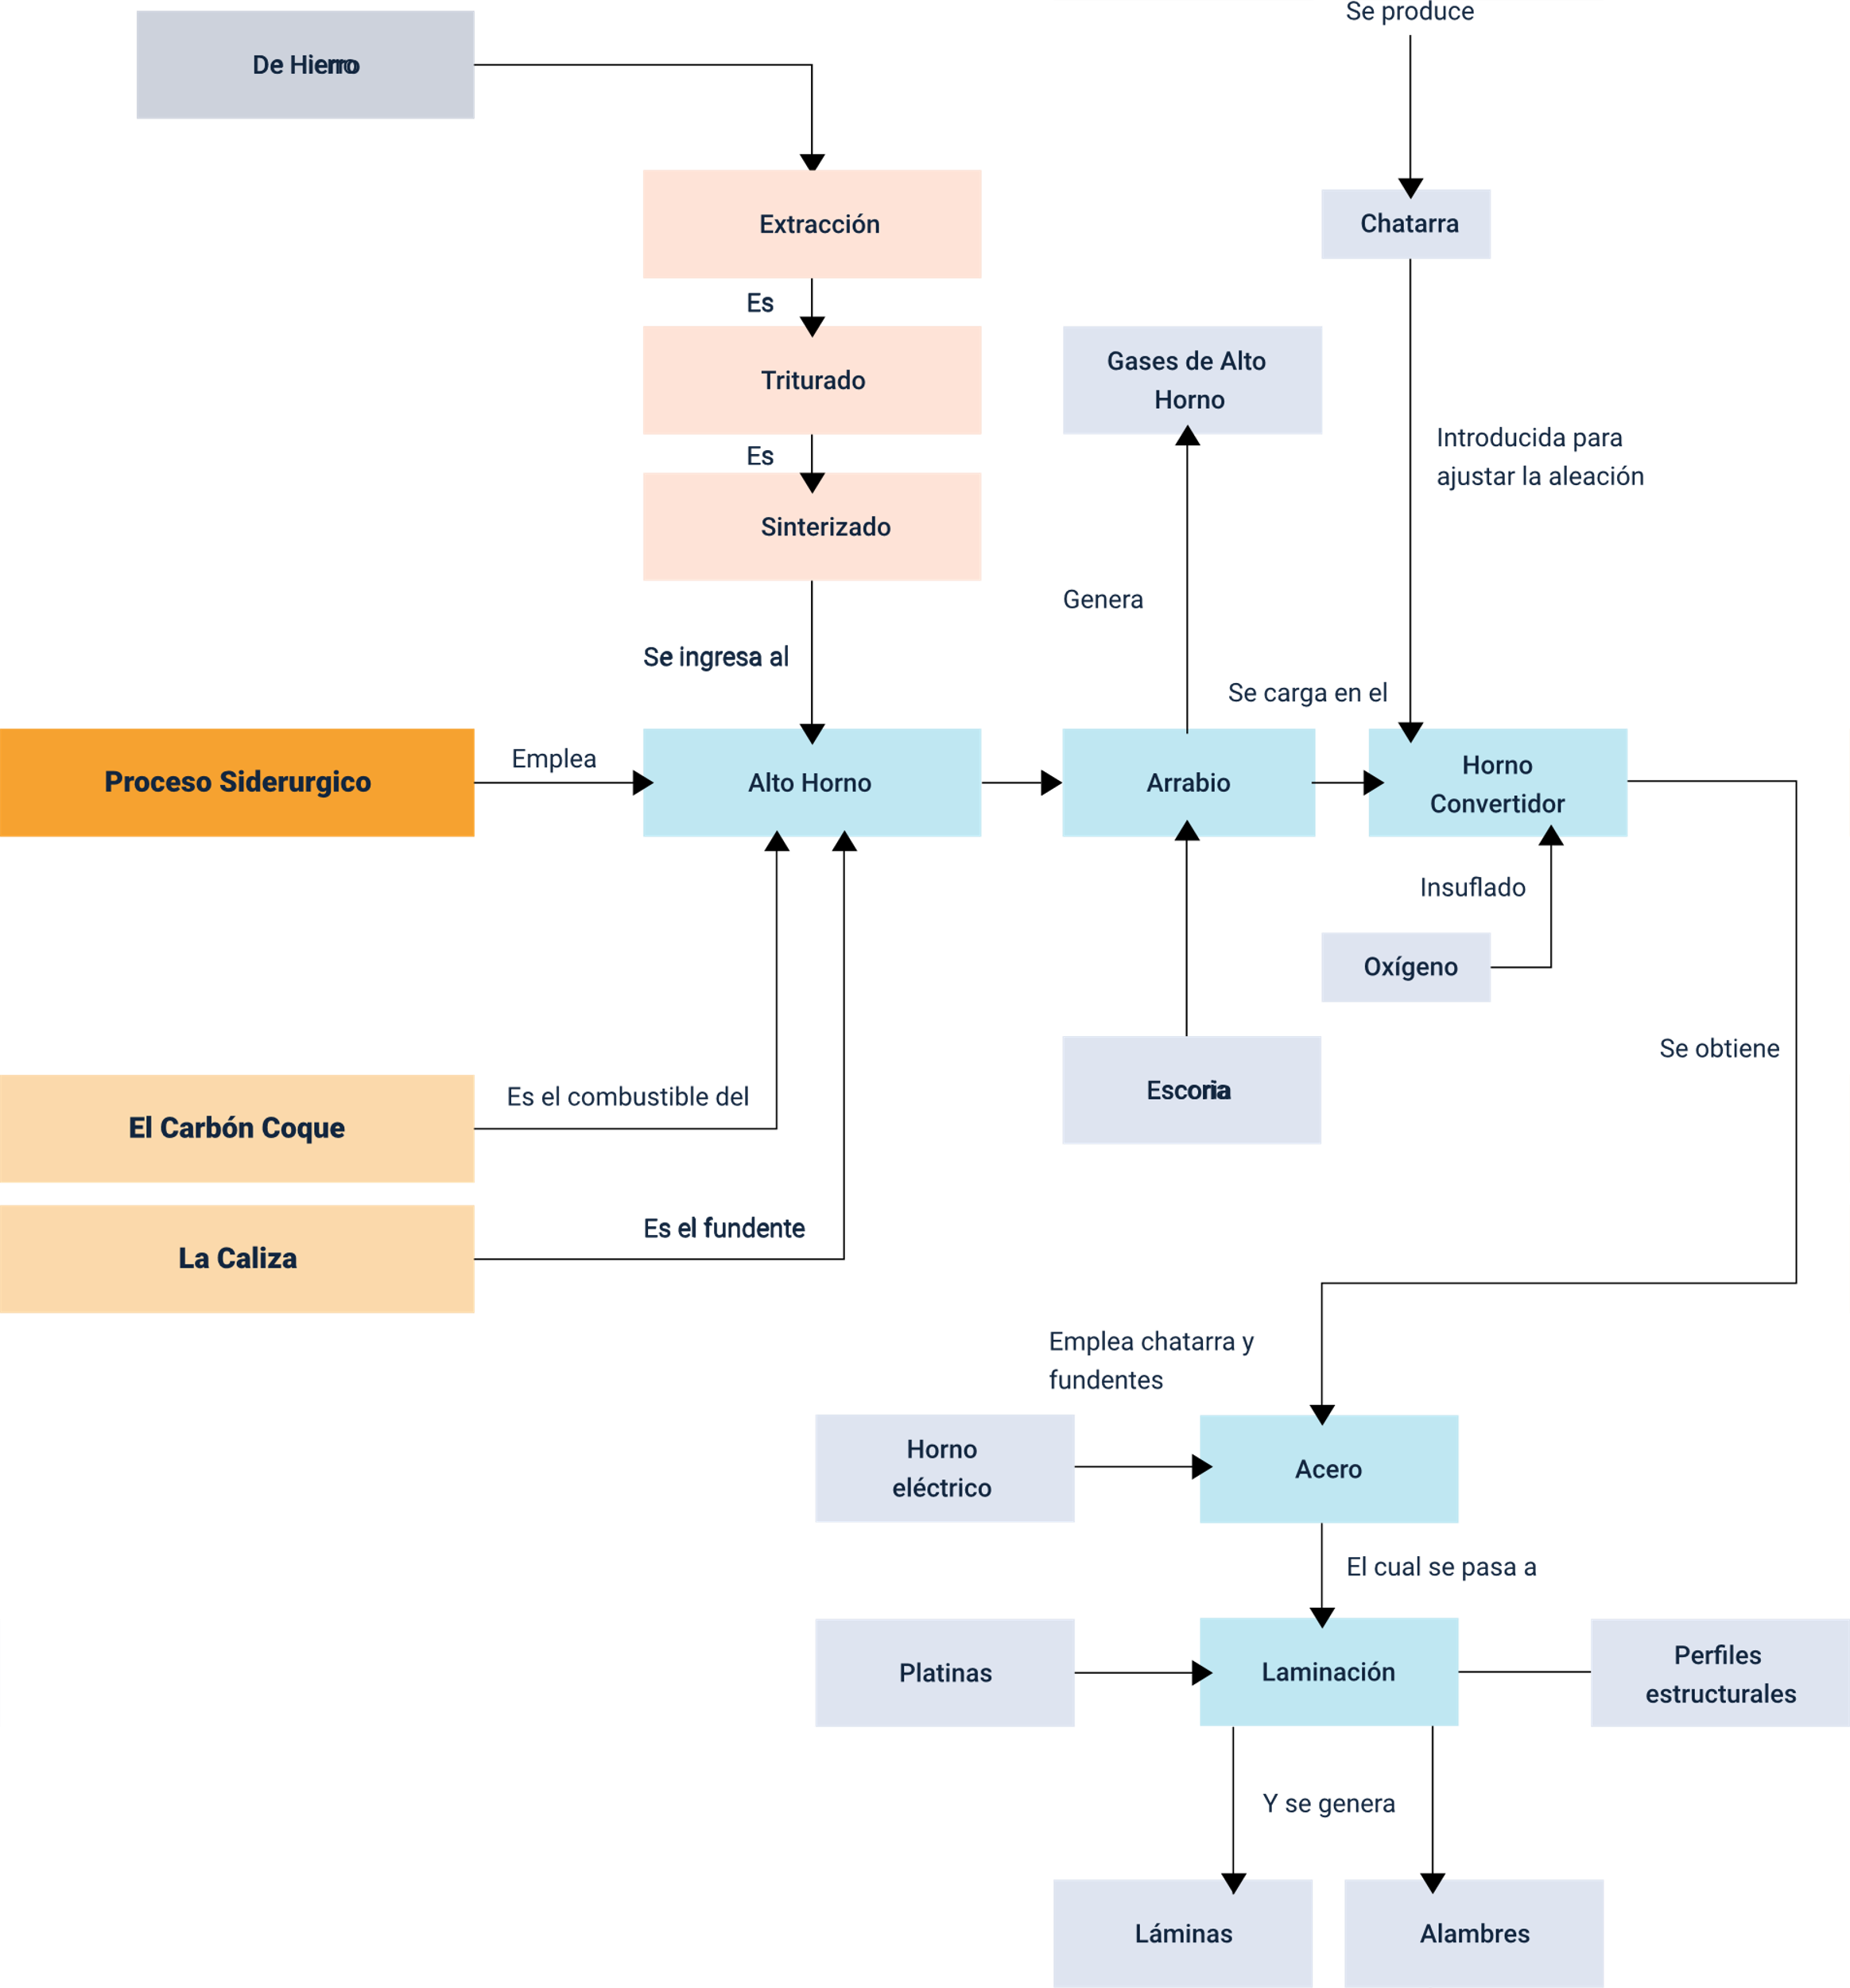 Se produce
De Hierro
Extracción
Chatarra
Es
Triturado
Gases de Alto
Horno
Introducida para
ajustar la aleación
Es
Sinterizado
Genera
Se ingresa al
Se carga en el
Proceso Siderurgico
Emplea
Alto Horno
Arrabio
Horno
Convertidor
Insuflado
Oxígeno
Se obtiene
Escoria
El Carbón Coque
Es el combustible del
La Caliza
Es el fundente
Emplea chatarra y
fundentes
Horno
eléctrico
Acero
El cual se pasa a
Platinas
Laminación
Perfiles
estructurales
Y se genera
Láminas
Alambres